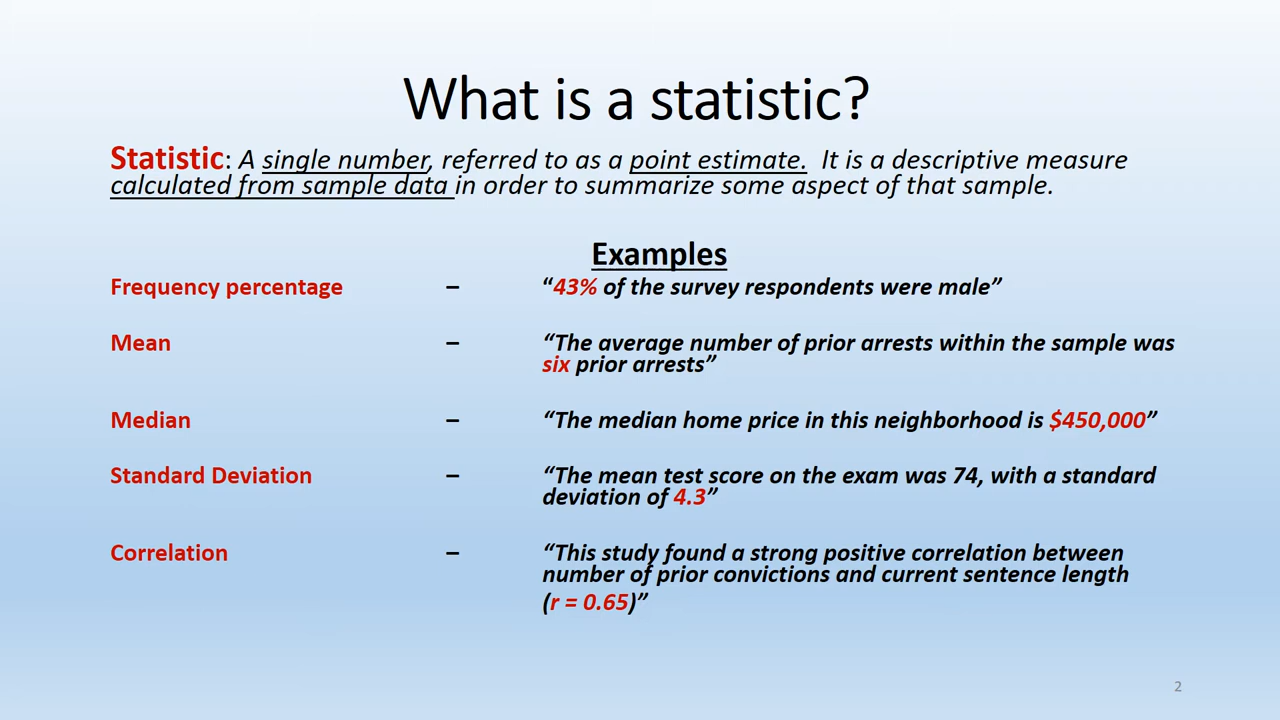 What is a statistic?
Statistic: A single number, referred to as a point estimate. It is a descriptive measure
calculated from sample data in order to summarize some aspect of that sample.
Examples
Frequency percentage – “43% of the survey respondents were male”
Mean – “The average number of prior arrests within the sample was
six prior arrests”
Median – “The median home price in this neighborhood is $450,000”
Standard Deviation – “The mean test score on the exam was 74, with a standard
deviation of 4.3”
Correlation – “This study found a strong positive correlation between
number of prior convictions and current sentence length
(r = 0.65)”
2